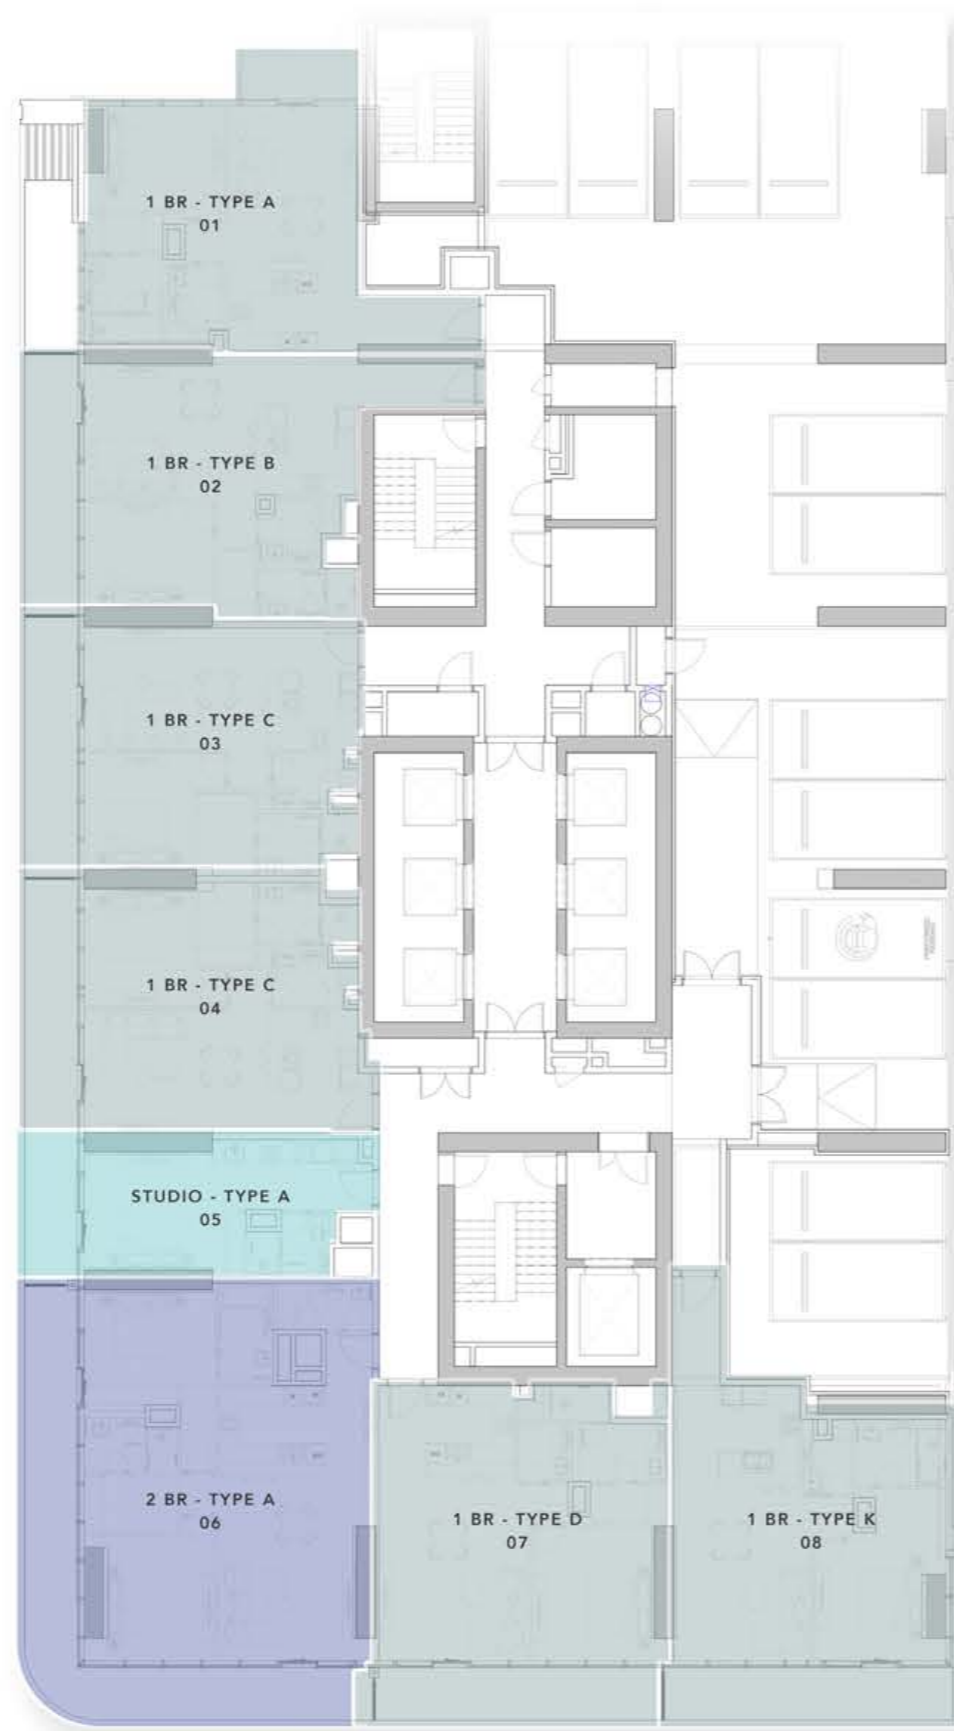 1 BR - TYPE A
01
1 BR - TYPE B
02
1 BR - TYPE C
03
1 BR - TYPE C
04
STUDIO - TYPE A
05
2 BR - TYPE A
06
1 BR - TYPE D
07
1 BR - TYPE K
08